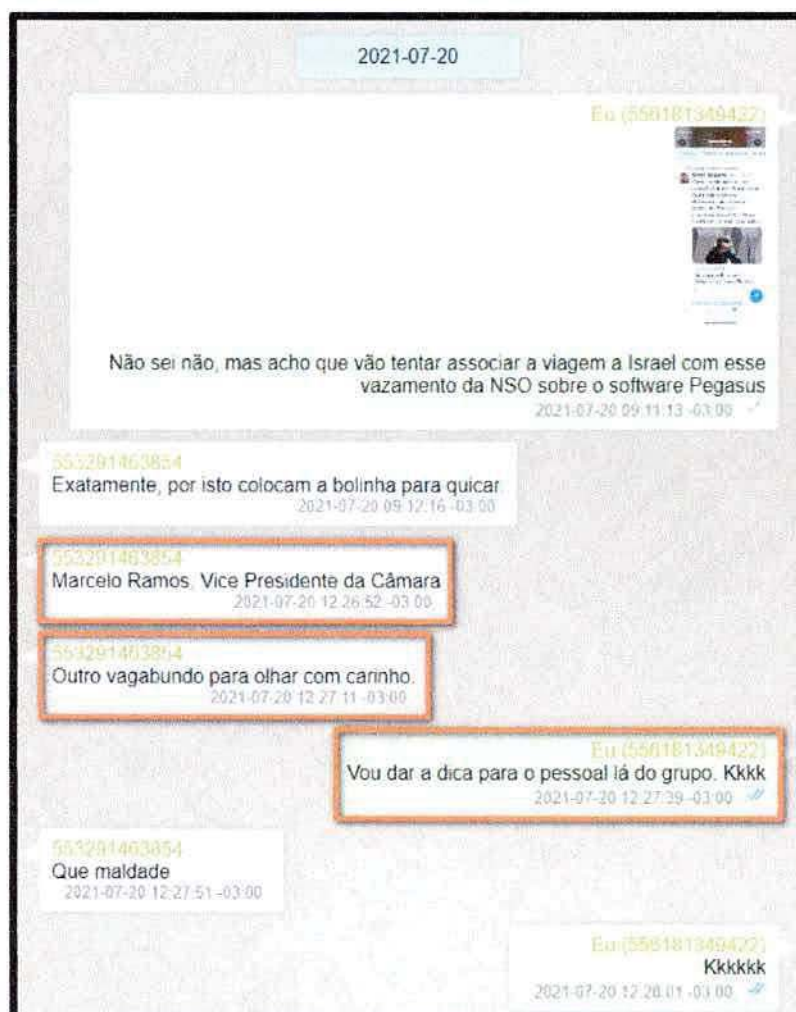 2021-07-20
Eu (556181349422)
Não sei não, mas acho que vão tentar associar a viagem a Israel com esse
vazamento da NSO sobre o software Pegasus
2021-07-20 09:11:13 -03:00
553291463854
Exatamente, por isto colocam a bolinha para quicar
2021-07-20 09:12:16 -03:00
553291463854
Marcelo Ramos, Vice Presidente da Câmara
2021-07-20 12:26:52 -03:00
553291463854
Outro vagabundo para olhar com carinho.
2021-07-20 12:27:11 -03:00
Eu (556181349422)
Vou dar a dica para o pessoal lá do grupo. Kkkk
2021-07-20 12:27:39 -03:00
553291463854
Que maldade
2021-07-20 12:27:51 -03:00
Eu (556181349422)
Kkkkkk
2021-07-20 12:28:01 -03:00